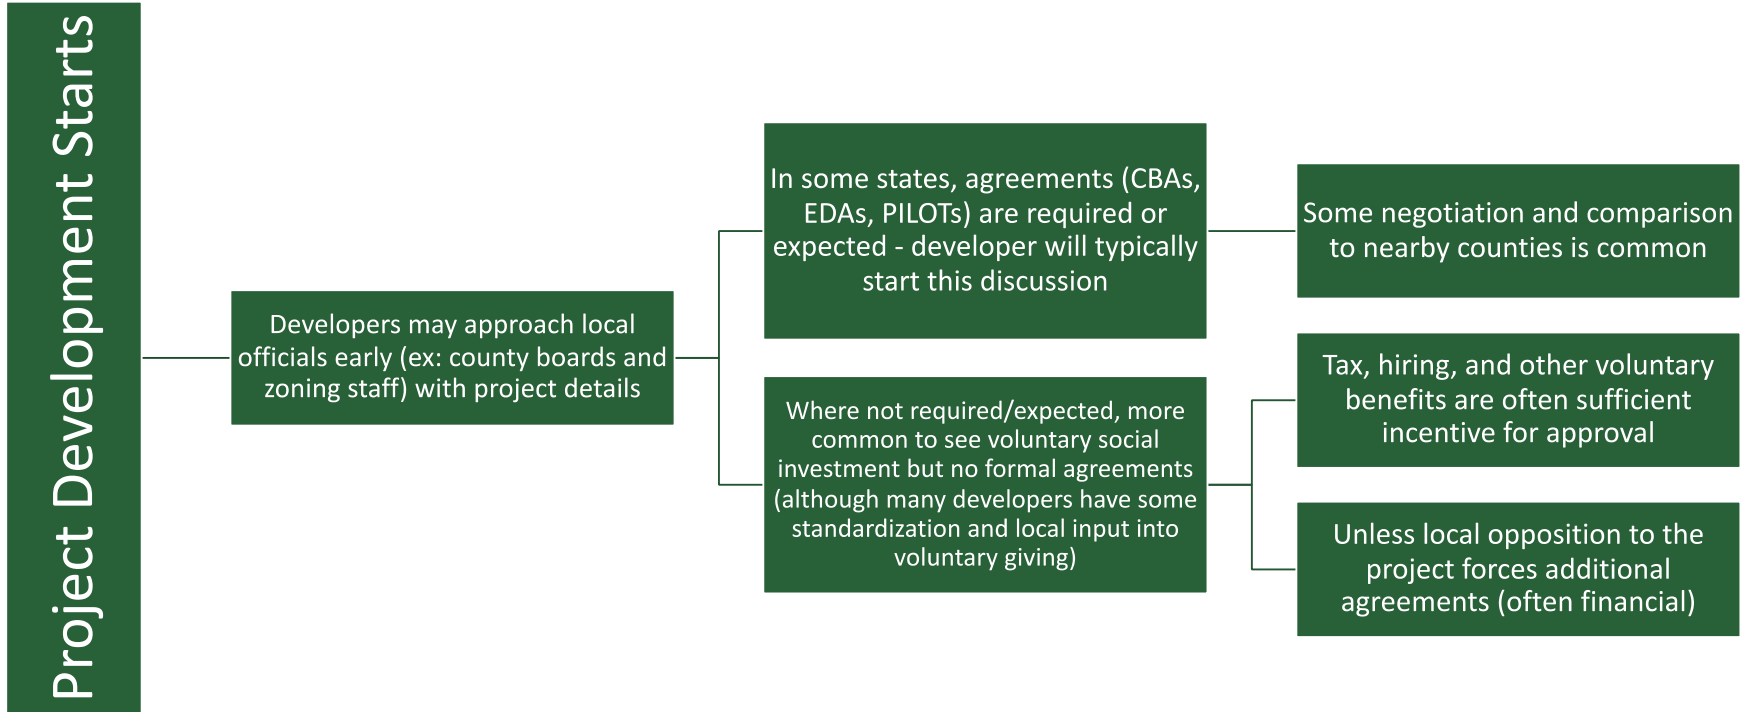 Project Development Starts
Developers may approach local
officials early (ex: county boards and
zoning staff) with project details
In some states, agreements (CBAs,
EDAs, PILOTs) are required or
expected - developer will typically
start this discussion
Some negotiation and comparison
to nearby counties is common
Where not required/expected, more
common to see voluntary social
investment but no formal agreements
(although many developers have some
standardization and local input into
voluntary giving)
Tax, hiring, and other voluntary
benefits are often sufficient
incentive for approval
Unless local opposition to the
project forces additional
agreements (often financial)